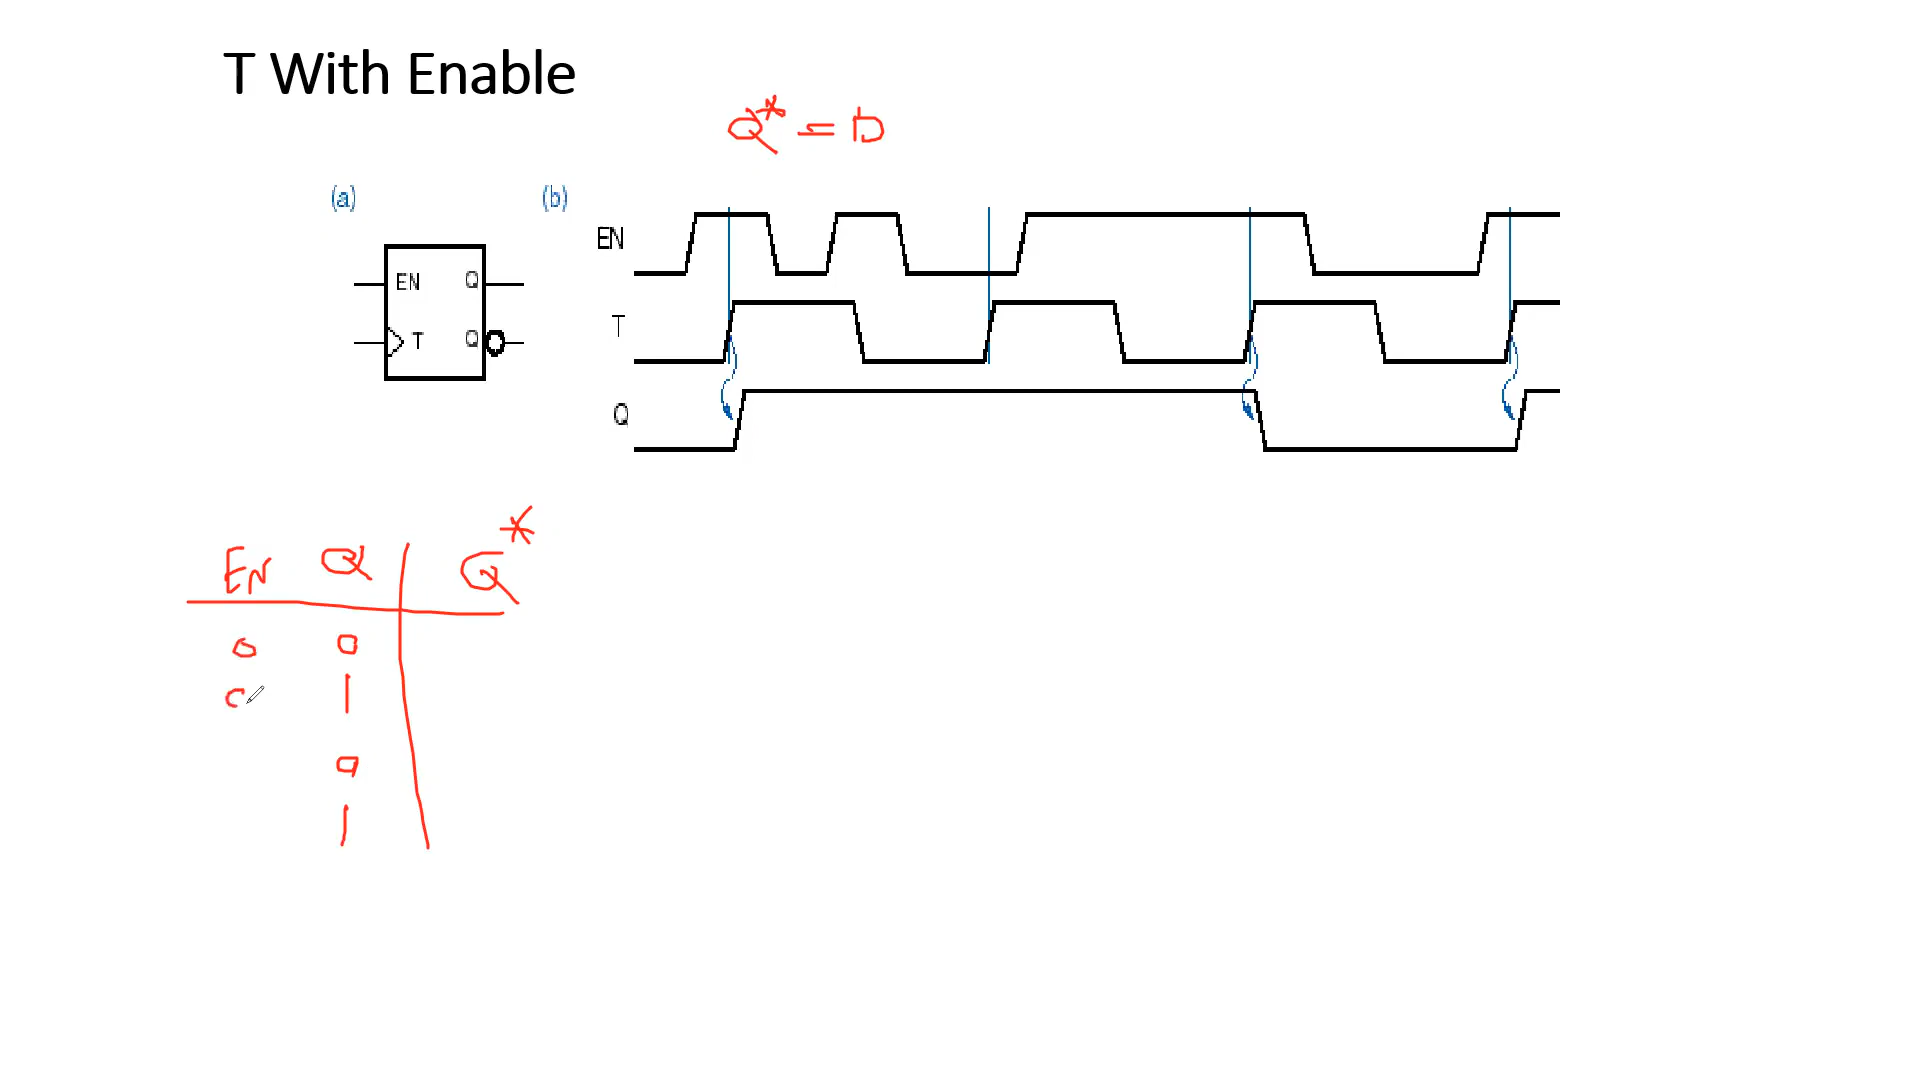 T With Enable
Q* = D
(a)
(b)
EN Q
T Q
EN
T
Q
EN Q Q*
0 0
0 1
0
1